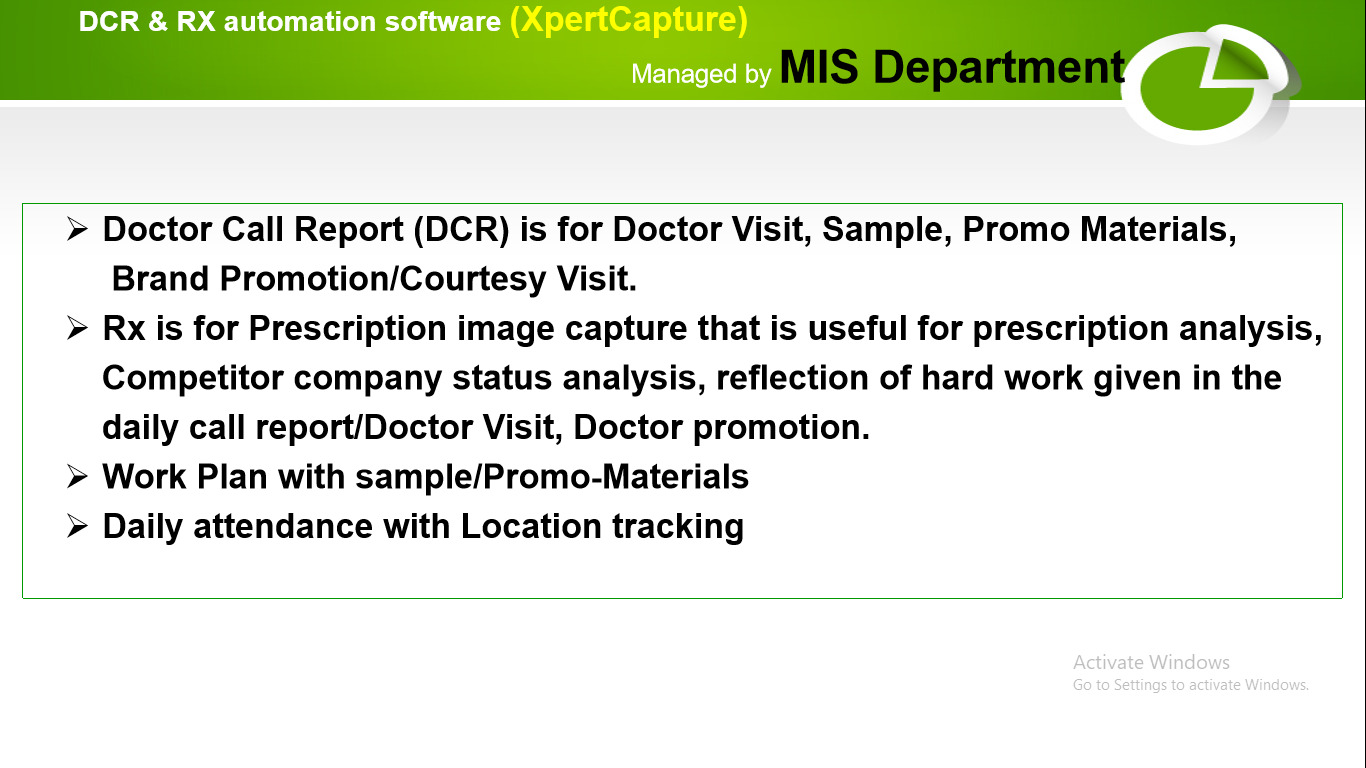 DCR & RX automation software (XpertCapture)
Managed by MIS Department
➢ Doctor Call Report (DCR) is for Doctor Visit, Sample, Promo Materials,
Brand Promotion/Courtesy Visit.
➢ Rx is for Prescription image capture that is useful for prescription analysis,
Competitor company status analysis, reflection of hard work given in the
daily call report/Doctor Visit, Doctor promotion.
➢ Work Plan with sample/Promo-Materials
➢ Daily attendance with Location tracking
Activate Windows
Go to Settings to activate Windows.